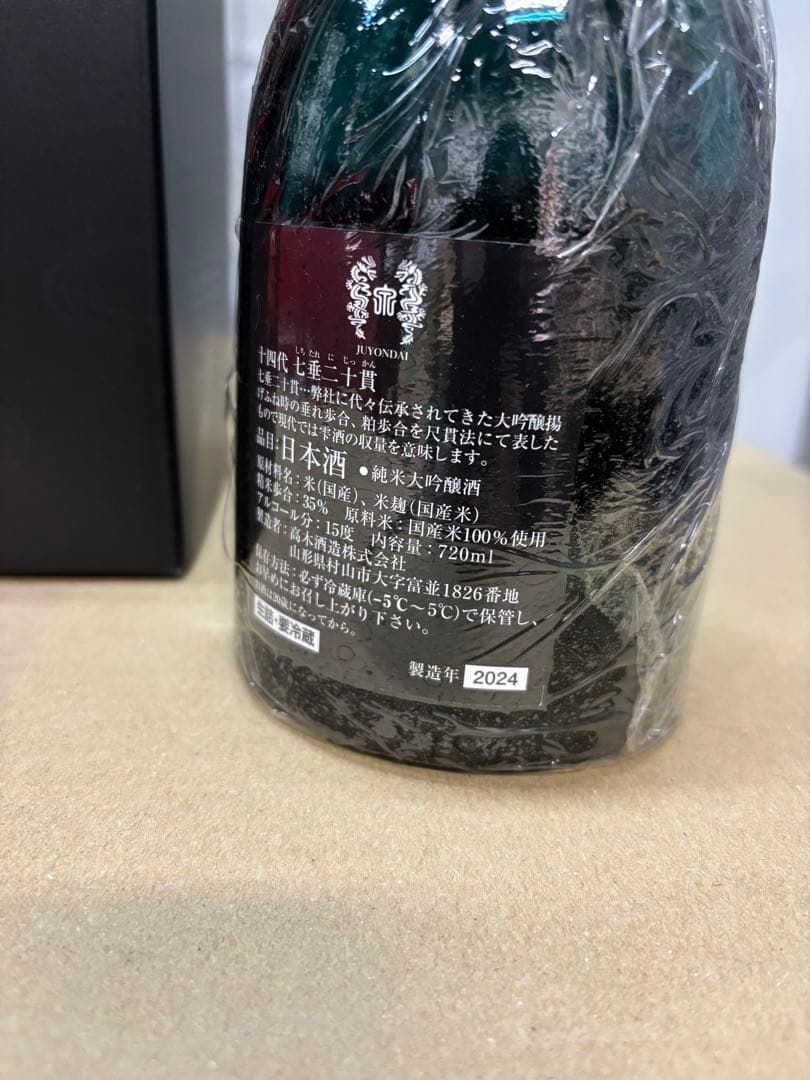 JUYONDAI
しちたれにじっかん
十四代 七垂二十貫
七垂二十貫…弊社に代々伝承されてきた大吟醸揚
げふね時の垂れ歩合、粕歩合を尺貫法にて表した
もので現代では雫酒の収量を意味します。
品目:日本酒 ●純米大吟醸酒
原材料名:米(国産)、米麹(国産米)
精米歩合:35% 原料米:国産米100%使用
アルコール分:15度 内容量:720ml
製造者:高木酒造株式会社
山形県村山市大字富並1826番地
保存方法:必ず冷蔵庫(-5℃〜5℃)で保管し、
お早めにお召し上がり下さい。
お酒は20歳になってから。
生詰・要冷蔵
製造年 2024